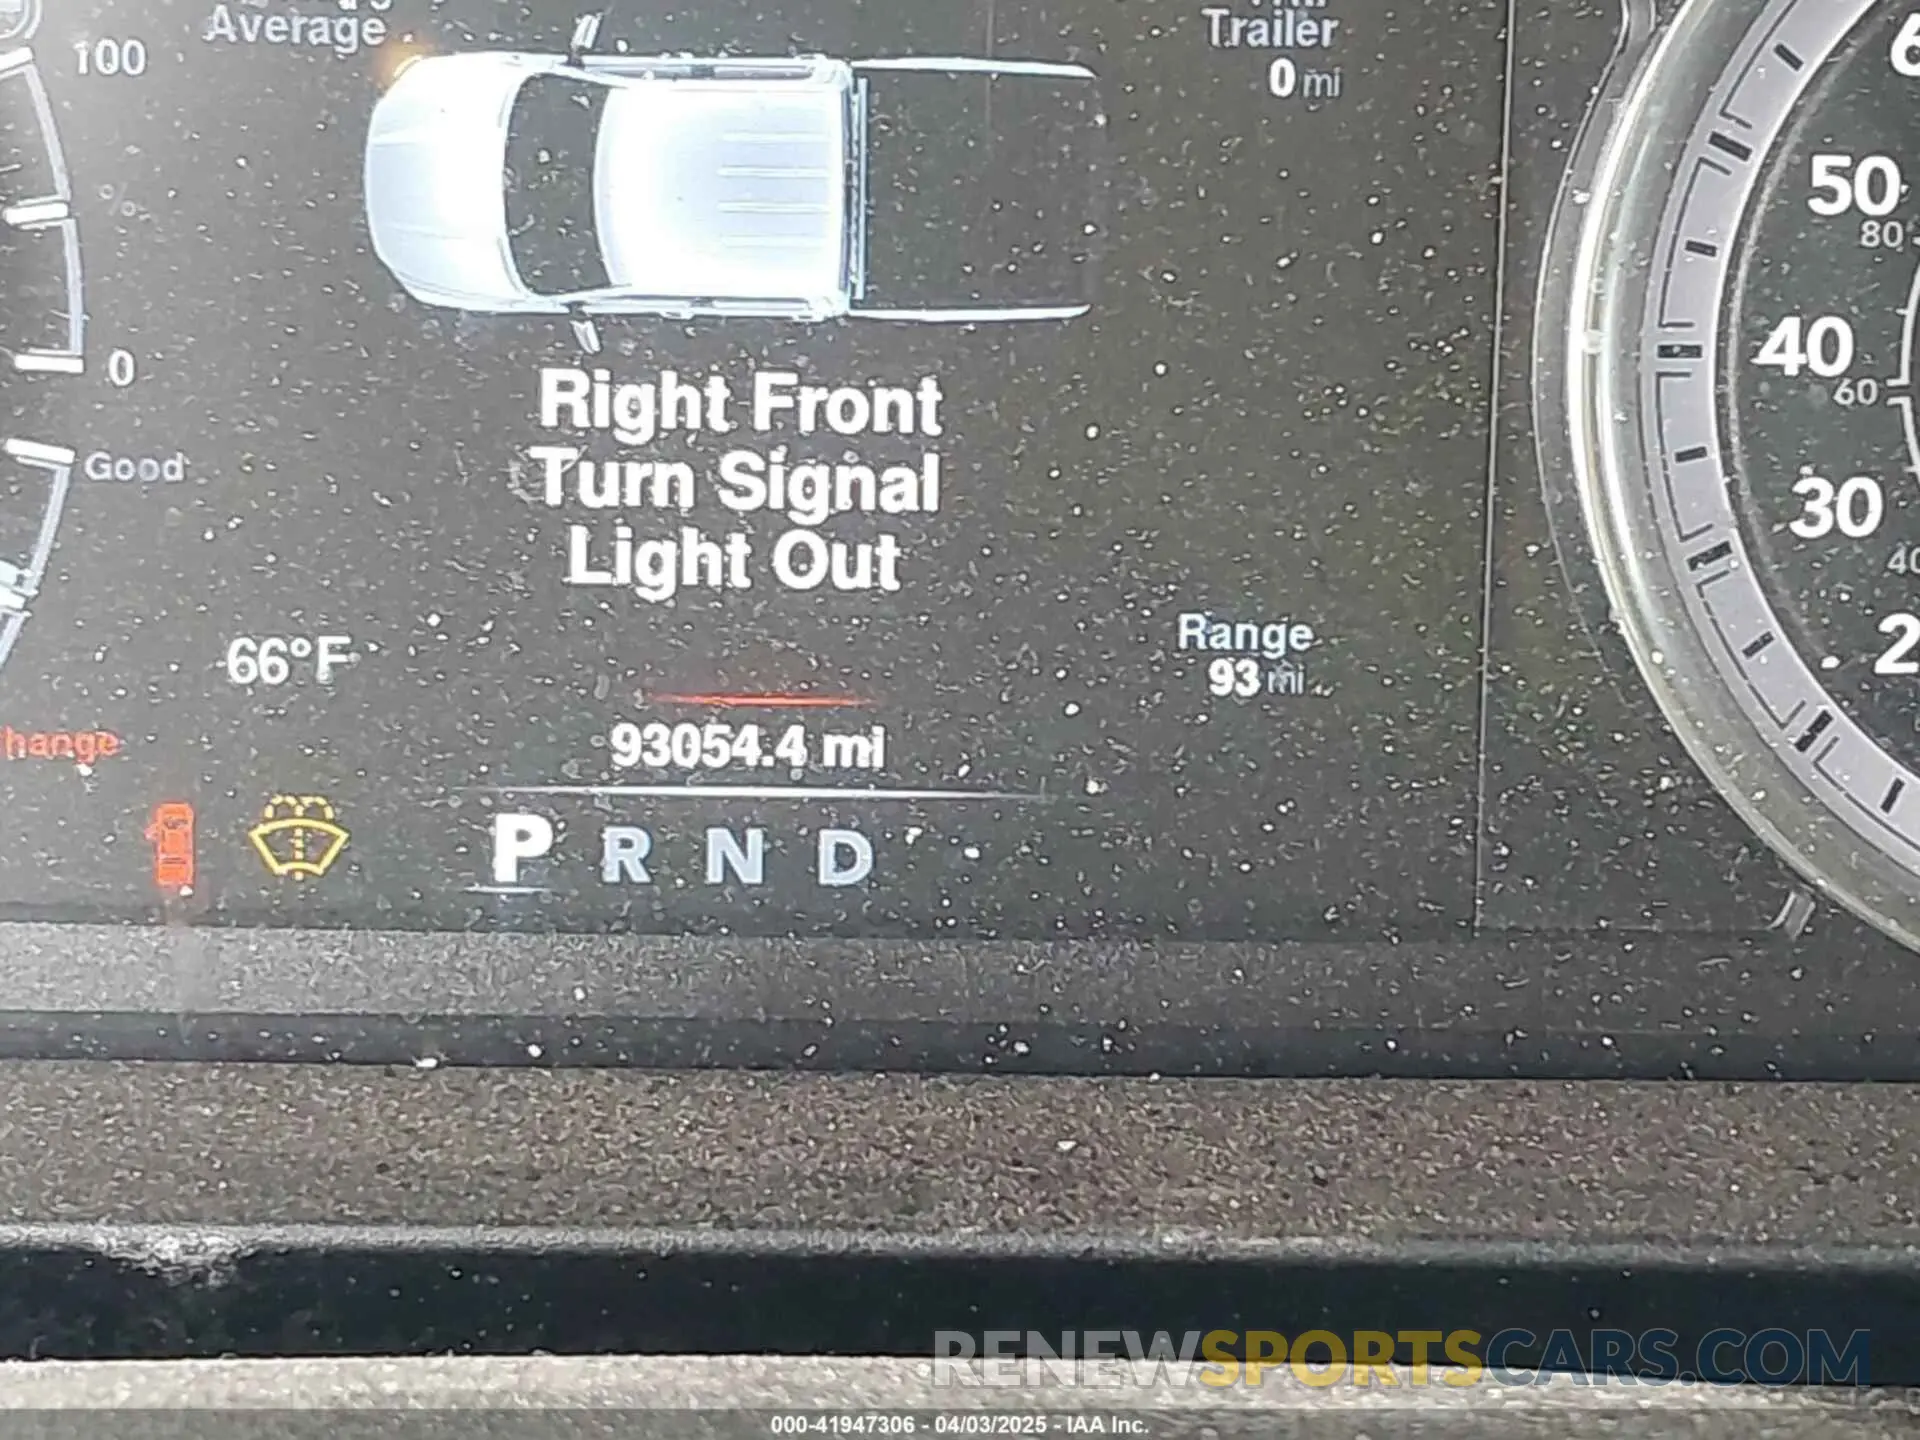 Average
100
%
0
Good
Trailer
0 mi
Right Front
Turn Signal
Light Out
66°F
Range
93 mi
hange
93054.4 mi
P R N D
50
80
40
60
30
40
RENEWSPORTSCARS.COM
000-41947306 - 04/03/2025 - IAA Inc.